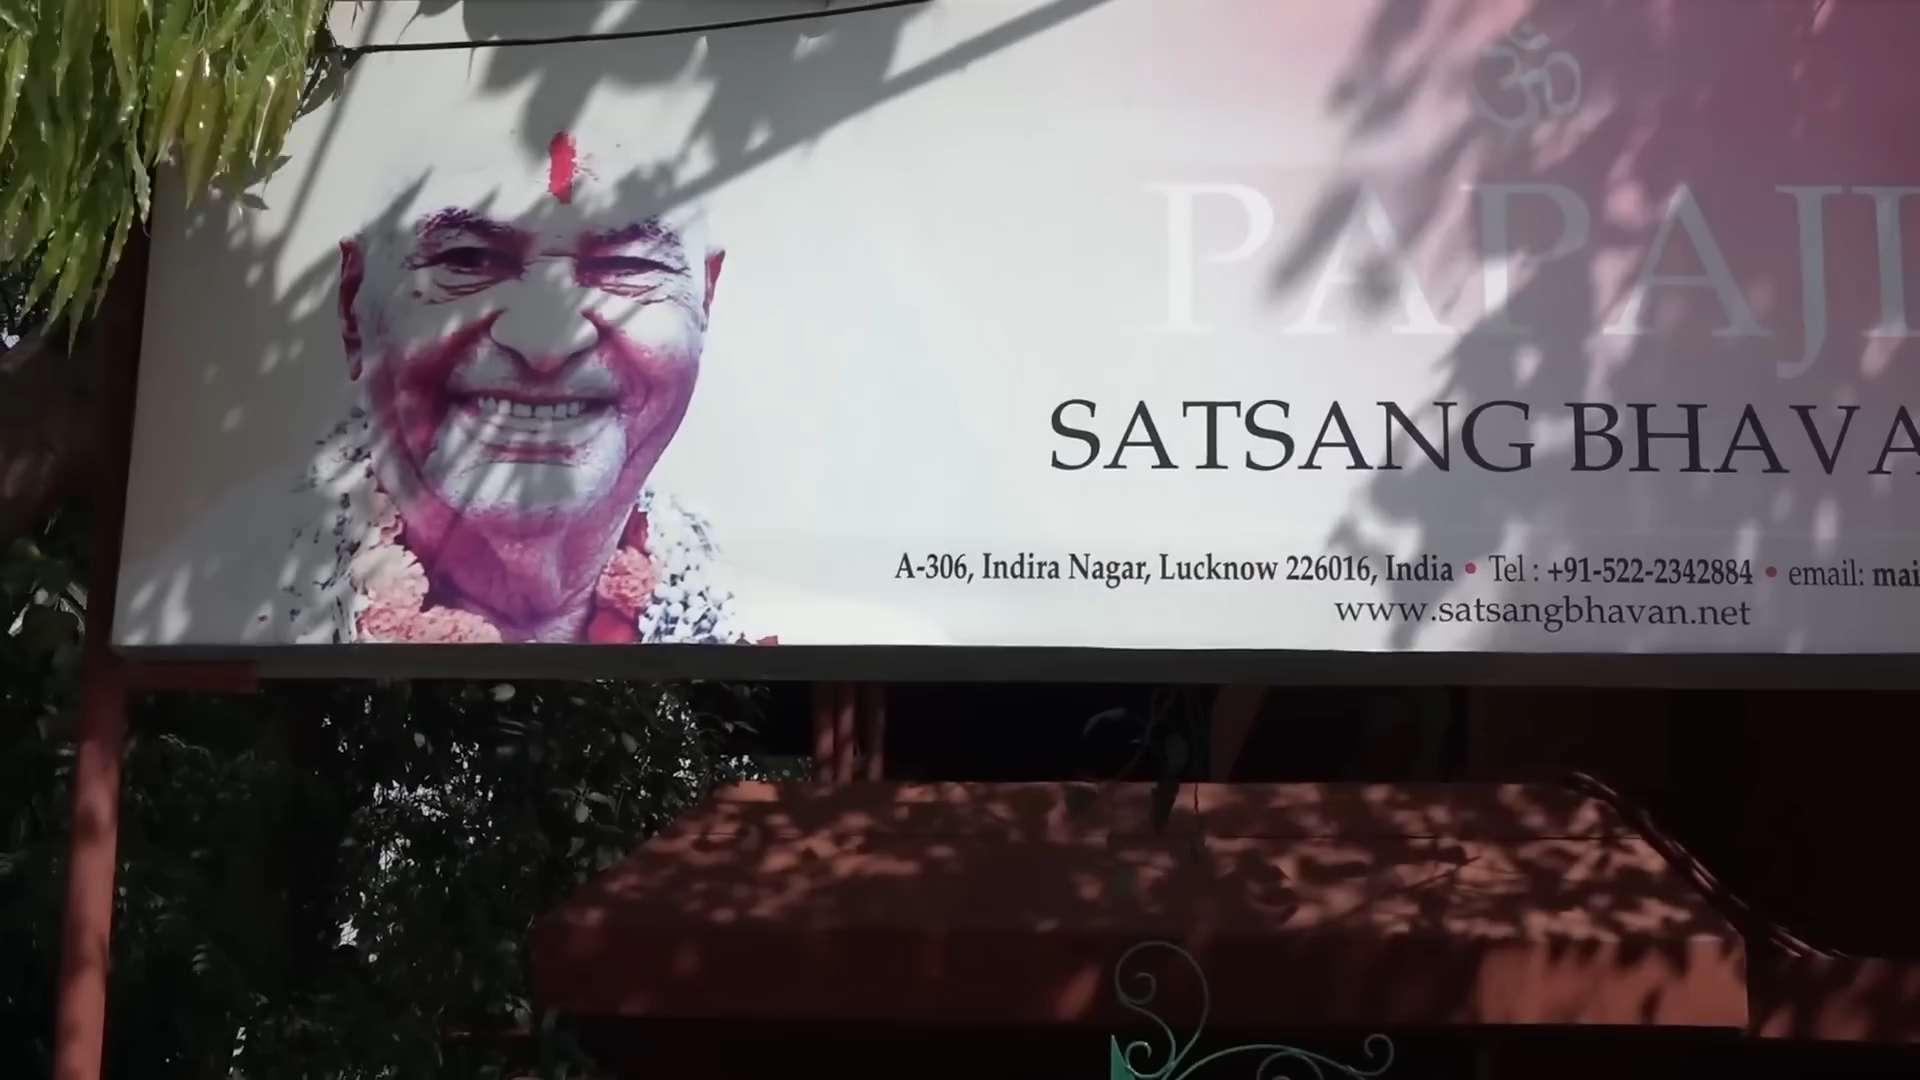 ॐ
PAPAJI
SATSANG BHAVA
A-306, Indira Nagar, Lucknow 226016, India • Tel : +91-522-2342884 • email: mai
www.satsangbhavan.net